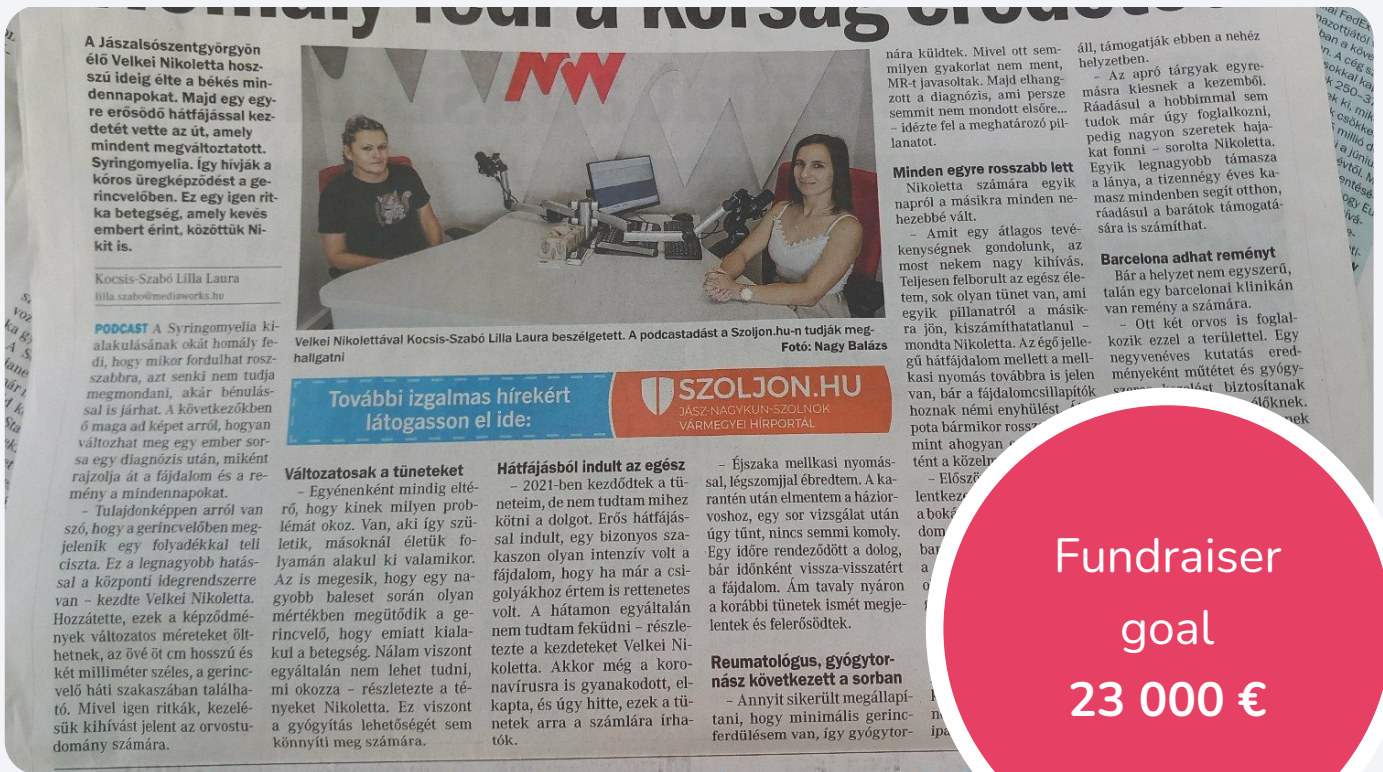 a kórság
A Jászalsószentgyörgyön
élő Velkei Nikoletta hosz-
szú ideig élte a békés min-
dennapokat. Majd egy egy-
re erősödő hátfájással kez-
detét vette az út, amely
mindent megváltoztatott.
Syringomyelia. Így hívják a
kóros üregképződést a ge-
rincvelőben. Ez egy igen rit-
ka betegség, amely kevés
embert érint, közöttük Ni-
kit is.
Kocsis-Szabó Lilla Laura
lilla.szabo@mediaworks.hu
PODCAST A Syringomyelia ki-
alakulásának okát homály fe-
di, hogy mikor fordulhat rosz-
szabbra, azt senki nem tudja
megmondani, akár bénulás-
sal is járhat. A következőkben
ő maga ad képet arról, hogyan
változhat meg egy ember sor-
sa egy diagnózis után, miként
rajzolja át a fájdalom és a re-
mény a mindennapokat.
– Tulajdonképpen arról van
szó, hogy a gerincvelőben meg-
jelenik egy folyadékkal teli
ciszta. Ez a legnagyobb hatás-
sal a központi idegrendszerre
van – kezdte Velkei Nikoletta.
Hozzátette, ezek a képződmé-
nyek változatos méreteket ölt-
hetnek, az övé öt cm hosszú és
két milliméter széles, a gerinc-
velő háti szakaszában találha-
tó. Mivel igen ritkák, kezelé-
sük kihívást jelent az orvostu-
domány számára.
NW
Velkei Nikolettával Kocsis-Szabó Lilla Laura beszélgetett. A podcastadást a Szoljon.hu-n tudják meg-
hallgatni
Fotó: Nagy Balázs
További izgalmas hírekért
látogasson el ide:
SZOLJON.HU
JÁSZ-NAGYKUN-SZOLNOK
VÁRMEGYEI HÍRPORTÁL
Változatosak a tüneteket
– Egyénenként mindig elté-
rő, hogy kinek milyen prob-
lémát okoz. Van, aki így szü-
letik, másoknál életük fo-
lyamán alakul ki valamikor.
Az is megesik, hogy egy na-
gyobb baleset során olyan
mértékben megütődik a ge-
rincvelő, hogy emiatt kiala-
kul a betegség. Nálam viszont
egyáltalán nem lehet tudni,
mi okozza – részletezte a té-
nyeket Nikoletta. Ez viszont
a gyógyítás lehetőségét sem
könnyíti meg számára.
Hátfájásból indult az egész
– 2021-ben kezdődtek a tü-
neteim, de nem tudtam mihez
kötni a dolgot. Erős hátfájás-
sal indult, egy bizonyos sza-
kaszon olyan intenzív volt a
fájdalom, hogy ha már a csi-
golyákhoz értem is rettenetes
volt. A hátamon egyáltalán
nem tudtam feküdni – részle-
tezte a kezdeteket Velkei Ni-
koletta. Akkor még a koro-
navírusra is gyanakodott, el-
kapta, és úgy hitte, ezek a tü-
netek arra a számlára írha-
tók.
– Éjszaka mellkasi nyomás-
sal, légszomjjal ébredtem. A ka-
rantén után elmentem a házior-
voshoz, egy sor vizsgálat után
úgy tűnt, nincs semmi komoly.
Egy időre rendeződött a dolog,
bár időnként vissza-visszatért
a fájdalom. Ám tavaly nyáron
a korábbi tünetek ismét megje-
lentek és felerősödtek.
Reumatológus, gyógytor-
nász következett a sorban
– Annyit sikerült megállapí-
tani, hogy minimális gerinc-
ferdülésem van, így gyógytor-
nára küldtek. Mivel ott sem-
milyen gyakorlat nem ment,
MR-t javasoltak. Majd elhang-
zott a diagnózis, ami persze
semmit nem mondott elsőre...
– idézte fel a meghatározó pil-
lanatot.
Minden egyre rosszabb lett
Nikoletta számára egyik
napról a másikra minden ne-
hezebbé vált.
– Amit egy átlagos tevé-
kenységnek gondolunk, az
most nekem nagy kihívás.
Teljesen felborult az egész éle-
tem, sok olyan tünet van, ami
egyik pillanatról a másik-
ra jön, kiszámíthatatlanul –
mondta Nikoletta. Az égő jelle-
gű hátfájdalom mellett a mell-
kasi nyomás továbbra is jelen
van, bár a fájdalomcsillapítók
hoznak némi enyhülést
pota bármikor
mint ahogyan
tént a
áll, támogatják ebben a nehéz
helyzetben.
– Az apró tárgyak egyre-
másra kiesnek a kezemből.
Ráadásul a hobbimmal sem
tudok már úgy foglalkozni,
pedig nagyon szeretek haja-
kat fonni – sorolta Nikoletta.
Egyik legnagyobb támasza
a lánya, a tizennégy éves ka-
masz mindenben segít otthon,
ráadásul a barátok támogatá-
sára is számíthat.
Barcelona adhat reményt
Bár a helyzet nem egyszerű,
talán egy barcelonai klinikán
van remény a számára.
– Ott két orvos is foglal-
kozik ezzel a területtel. Egy
negyvenéves kutatás ered-
ményeként műtétet és gyógy-
biztosítanak
élőknek.
Fundraiser
goal
23 000 €